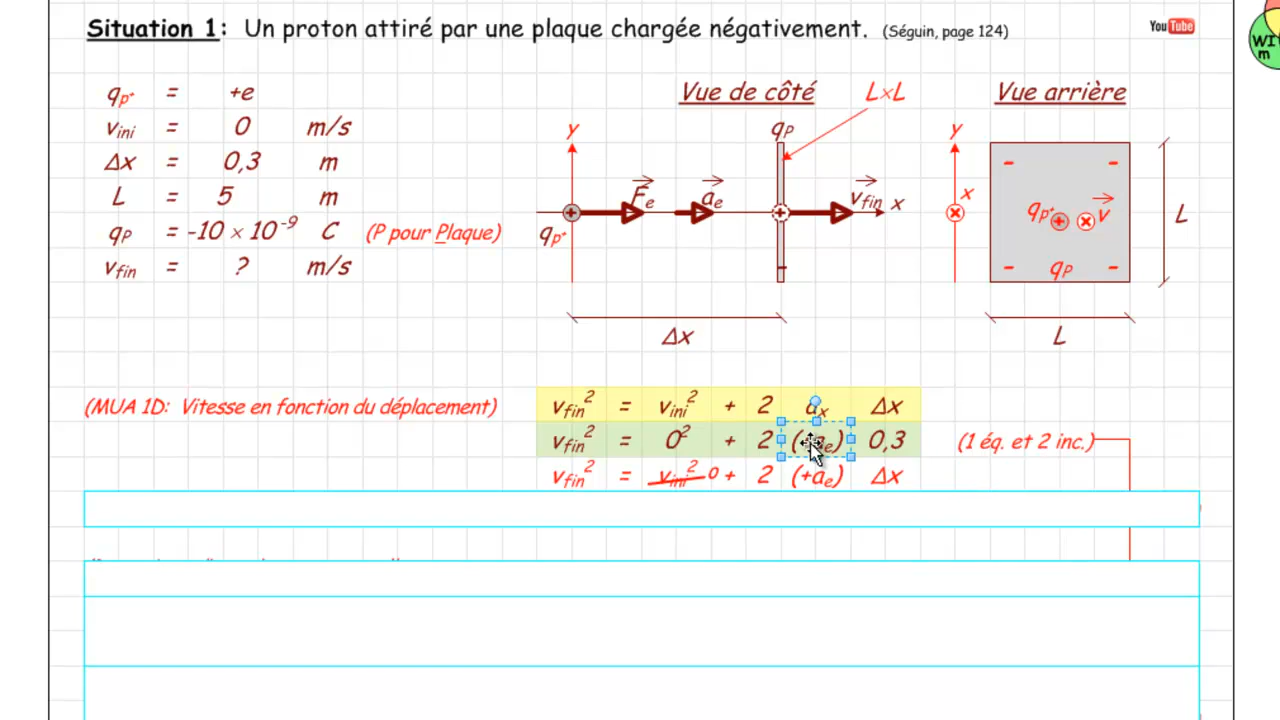 Situation 1: Un proton attiré par une plaque chargée négativement. (Séguin, page 124)
YouTube
qp⁺ = +e
vini = 0 m/s
Δx = 0,3 m
L = 5 m
qP = -10 × 10⁻⁹ C (P pour Plaque)
vfin = ? m/s
Vue de côté
L×L
qP
y
Fe
ae
vfin
x
qp⁺
Δx
Vue arrière
y
x
qp⁺
v
qP
L
L
(MUA 1D: Vitesse en fonction du déplacement)
vfin² = vini² + 2 ax Δx
vfin² = 0² + 2 (+ae) 0,3 (1 éq. et 2 inc.)
vfin² = vini² 0 + 2 (+ae) Δx